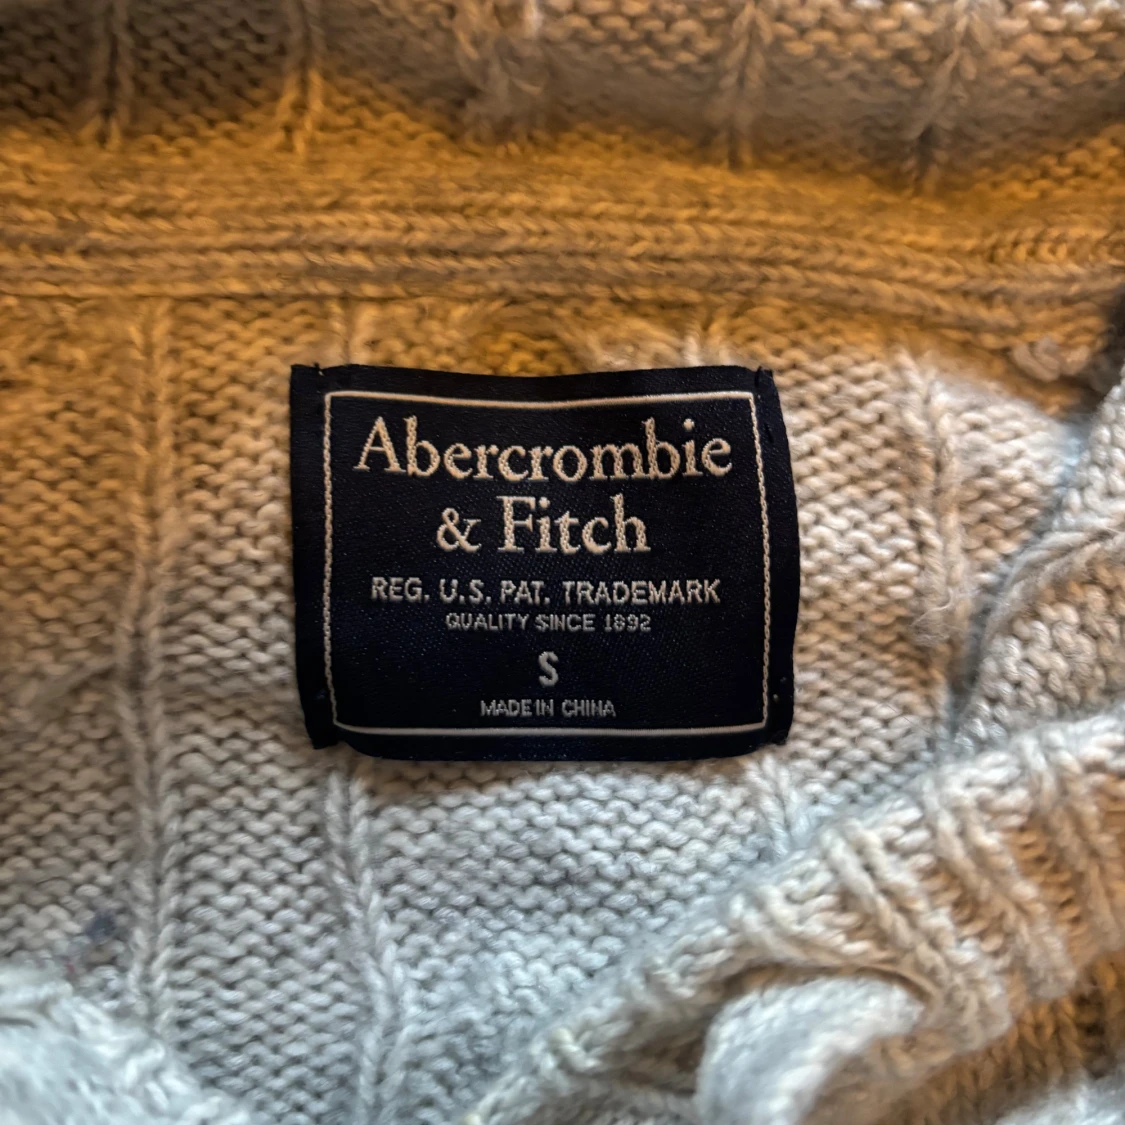 Abercrombie
& Fitch
REG. U.S. PAT. TRADEMARK
QUALITY SINCE 1892
S
MADE IN CHINA